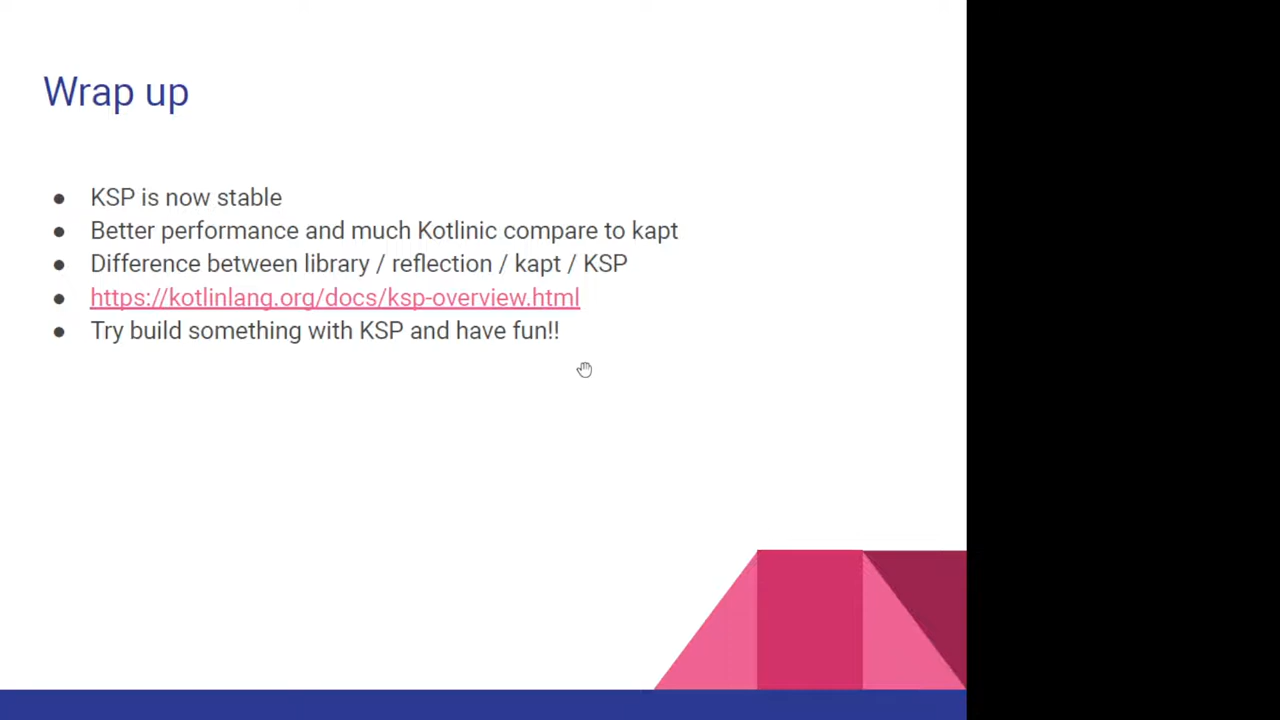 Wrap up
● KSP is now stable
● Better performance and much Kotlinic compare to kapt
● Difference between library / reflection / kapt / KSP
● https://kotlinlang.org/docs/ksp-overview.html
● Try build something with KSP and have fun!!